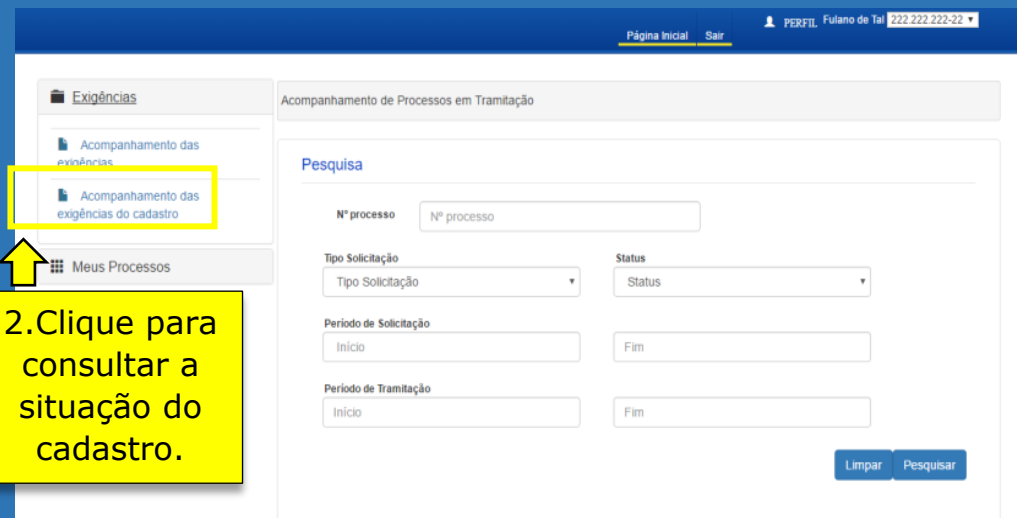 PERFIL Fulano de Tal 222.222.222-22
Página Inicial Sair
Exigências
Acompanhamento das
exigências
Acompanhamento das
exigências do cadastro
Meus Processos
2.Clique para
consultar a
situação do
cadastro.
Acompanhamento de Processos em Tramitação
Pesquisa
Nº processo Nº processo
Tipo Solicitação Status
Tipo Solicitação Status
Período de Solicitação
Início Fim
Período de Tramitação
Início Fim
Limpar Pesquisar